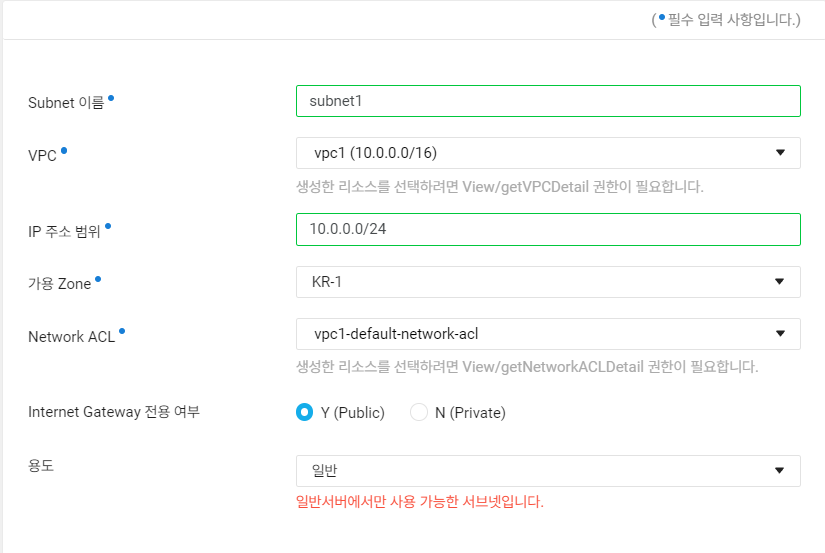 ( • 필수 입력 사항입니다.)
Subnet 이름 •
subnet1
VPC •
vpc1 (10.0.0.0/16)
생성한 리소스를 선택하려면 View/getVPCDetail 권한이 필요합니다.
IP 주소 범위 •
10.0.0.0/24
가용 Zone •
KR-1
Network ACL •
vpc1-default-network-acl
생성한 리소스를 선택하려면 View/getNetworkACLDetail 권한이 필요합니다.
Internet Gateway 전용 여부
Y (Public) N (Private)
용도
일반
일반서버에서만 사용 가능한 서브넷입니다.